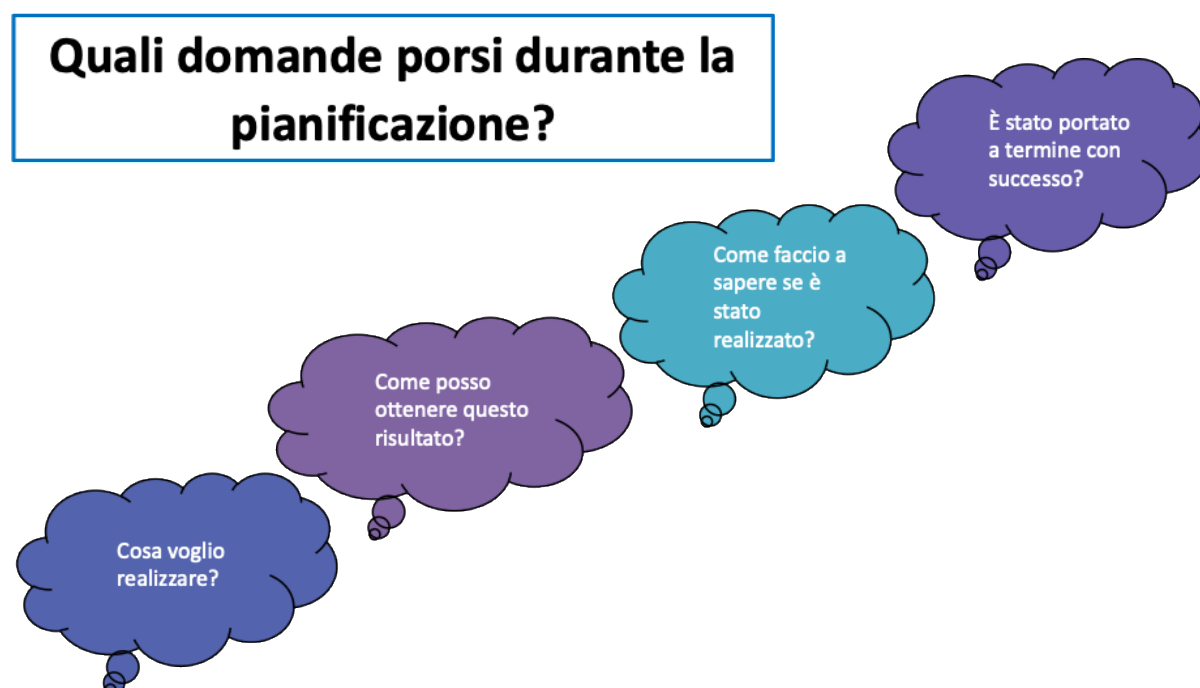 Quali domande porsi durante la
pianificazione?
È stato portato
a termine con
successo?
Come faccio a
sapere se è
stato
realizzato?
Come posso
ottenere questo
risultato?
Cosa voglio
realizzare?